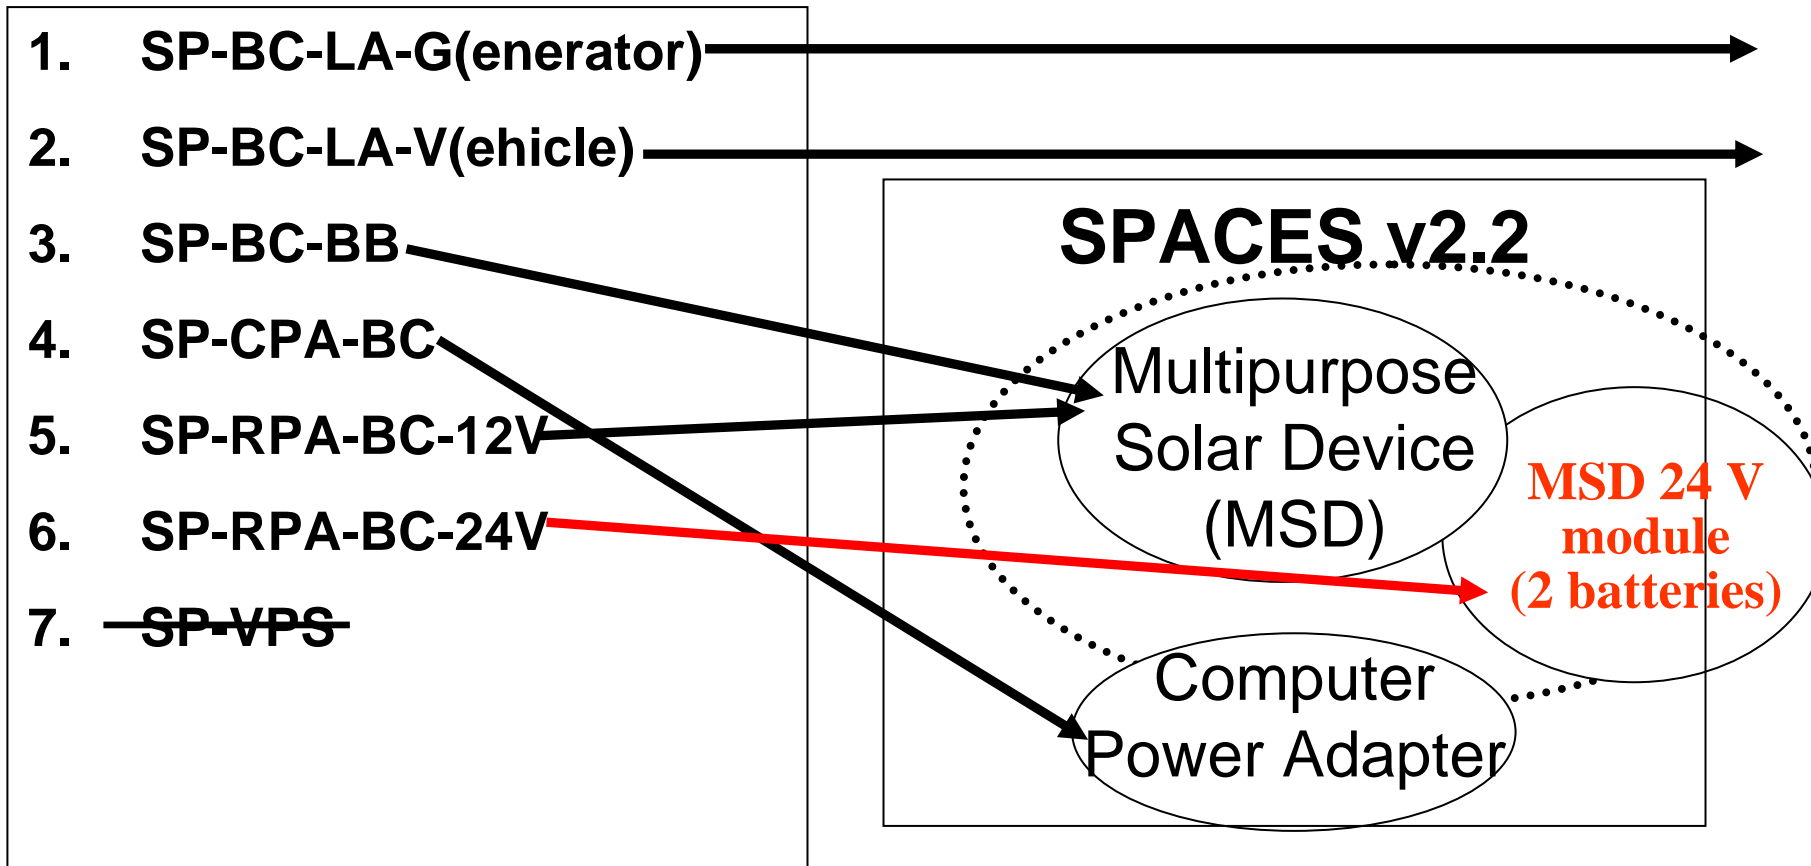 1. SP-BC-LA-G(enerator)
2. SP-BC-LA-V(ehicle)
3. SP-BC-BB
4. SP-CPA-BC
5. SP-RPA-BC-12V
6. SP-RPA-BC-24V
7. SP-VPS
SPACES v2.2
Multipurpose
Solar Device
(MSD)
MSD 24 V
module
(2 batteries)
Computer
Power Adapter